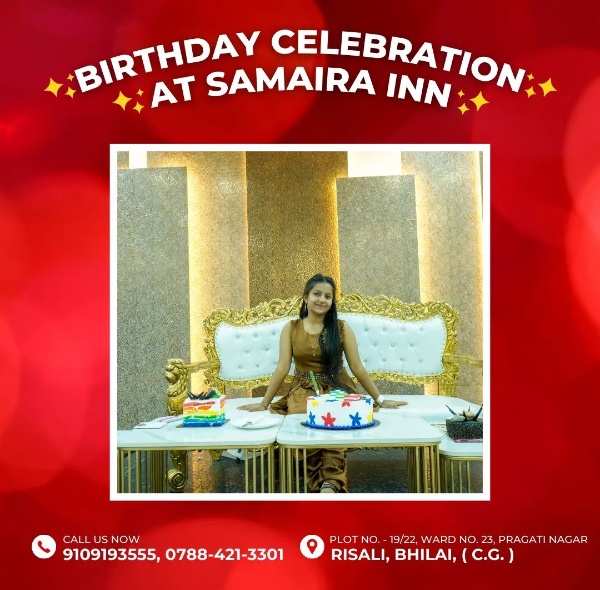 BIRTHDAY CELEBRATION
AT SAMAIRA INN
CALL US NOW
9109193555, 0788-421-3301
PLOT NO. - 19/22, WARD NO. 23, PRAGATI NAGAR
RISALI, BHILAI, ( C.G. )